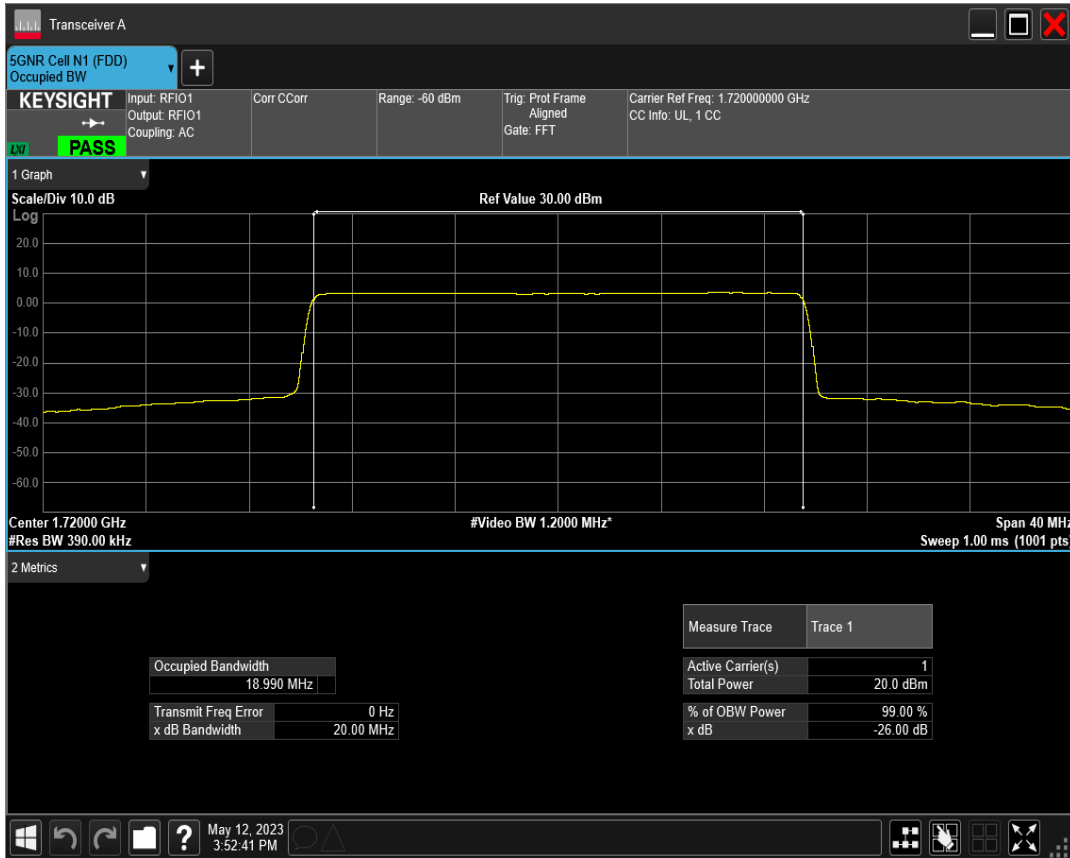 Transceiver A
5GNR Cell N1 (FDD)
Occupied BW
+
KEYSIGHT
LXI
PASS
Input: RFIO1
Output: RFIO1
Coupling: AC
Corr CCorr
Range: -60 dBm
Trig: Prot Frame
Aligned
Gate: FFT
Carrier Ref Freq: 1.720000000 GHz
CC Info: UL, 1 CC
1 Graph
Scale/Div 10.0 dB
Ref Value 30.00 dBm
Log
20.0
10.0
0.00
-10.0
-20.0
-30.0
-40.0
-50.0
-60.0
Center 1.72000 GHz
#Video BW 1.2000 MHz*
Span 40 MHz
#Res BW 390.00 kHz
Sweep 1.00 ms (1001 pts)
2 Metrics
Measure Trace Trace 1
Occupied Bandwidth
18.990 MHz
Active Carrier(s) 1
Total Power 20.0 dBm
Transmit Freq Error 0 Hz
x dB Bandwidth 20.00 MHz
% of OBW Power 99.00 %
x dB -26.00 dB
?
May 12, 2023
3:52:41 PM